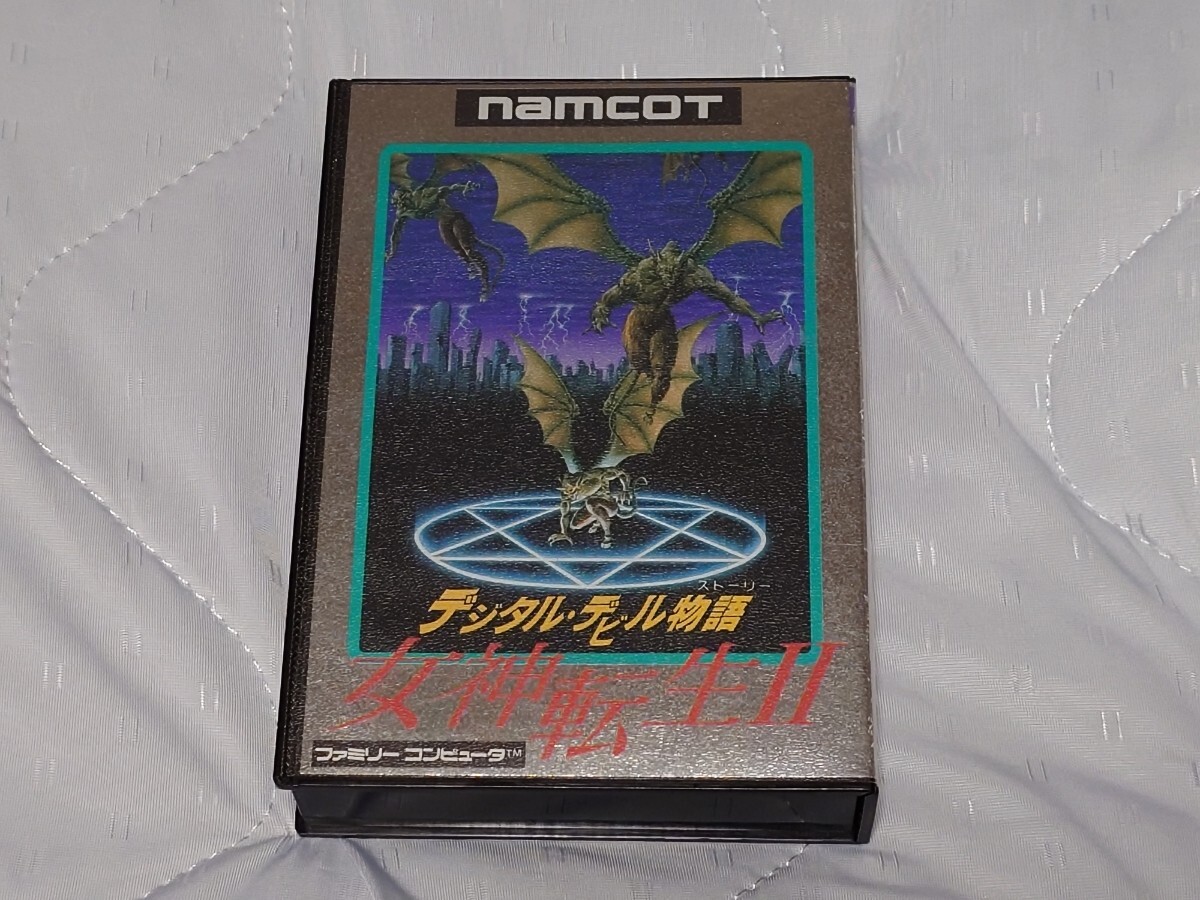 namcot
ストーリー
デジタル・デビル物語
女神転生II
ファミリーコンピュータ™